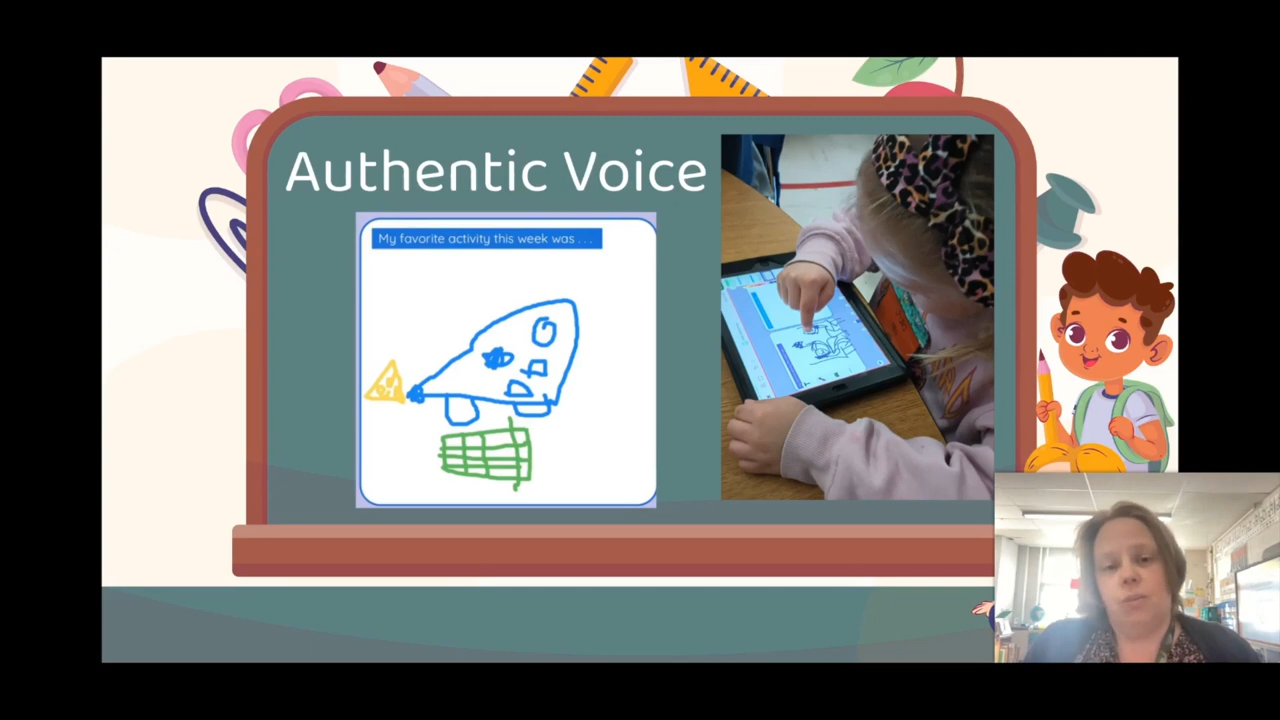 Authentic Voice
My favorite activity this week was . . .